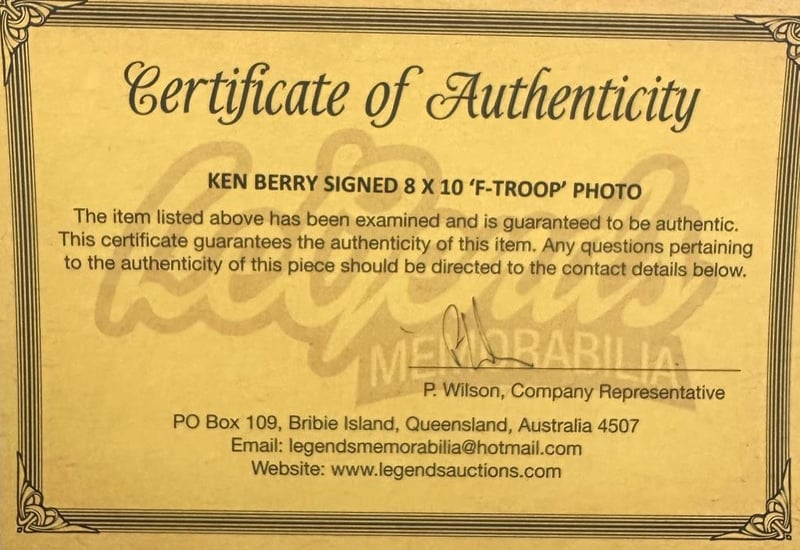 Certificate of Authenticity
KEN BERRY SIGNED 8 X 10 ‘F-TROOP’ PHOTO
The item listed above has been examined and is guaranteed to be authentic.
This certificate guarantees the authenticity of this item. Any questions pertaining
to the authenticity of this piece should be directed to the contact details below.
Legends
MEMORABILIA
P. Wilson, Company Representative
PO Box 109, Bribie Island, Queensland, Australia 4507
Email: legendsmemorabilia@hotmail.com
Website: www.legendsauctions.com